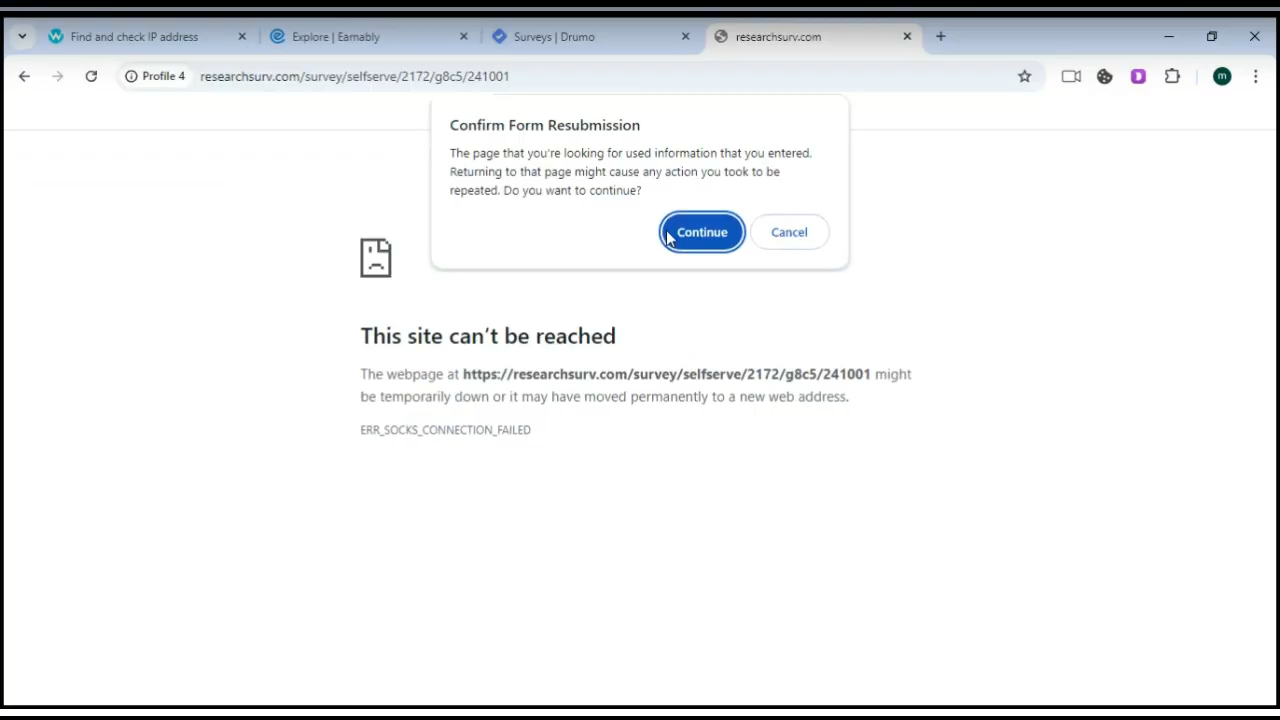 Find and check IP address
Explore | Earnably
Surveys | Drumo
researchsurv.com
Profile 4
researchsurv.com/survey/selfserve/2172/g8c5/241001
m
Confirm Form Resubmission
The page that you're looking for used information that you entered.
Returning to that page might cause any action you took to be
repeated. Do you want to continue?
Continue
Cancel
This site can't be reached
The webpage at https://researchsurv.com/survey/selfserve/2172/g8c5/241001 might
be temporarily down or it may have moved permanently to a new web address.
ERR_SOCKS_CONNECTION_FAILED